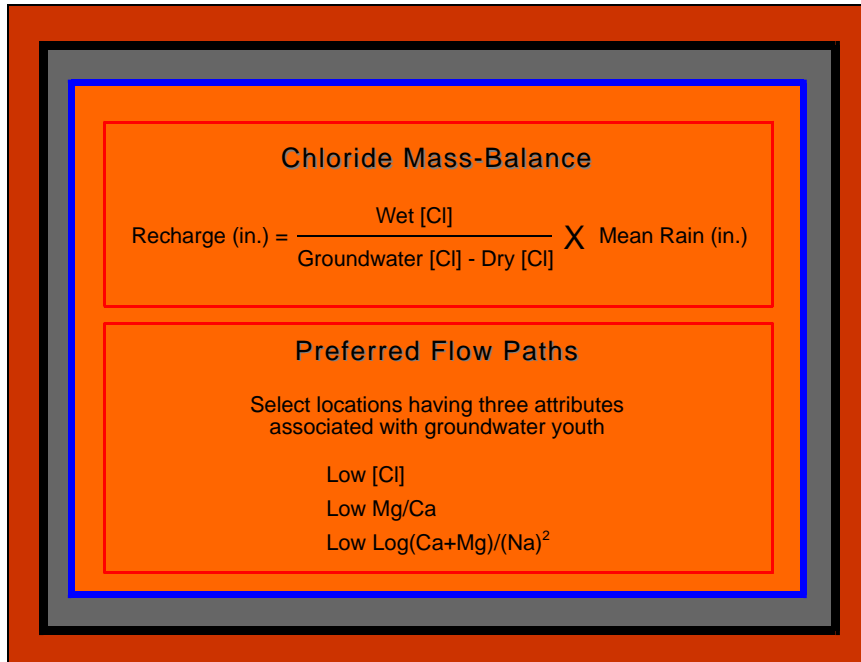 Chloride Mass-Balance
Wet [Cl]
Recharge (in.) = ———— X Mean Rain (in.)
Groundwater [Cl] - Dry [Cl]
Preferred Flow Paths
Select locations having three attributes
associated with groundwater youth
Low [Cl]
Low Mg/Ca
Low Log(Ca+Mg)/(Na)²